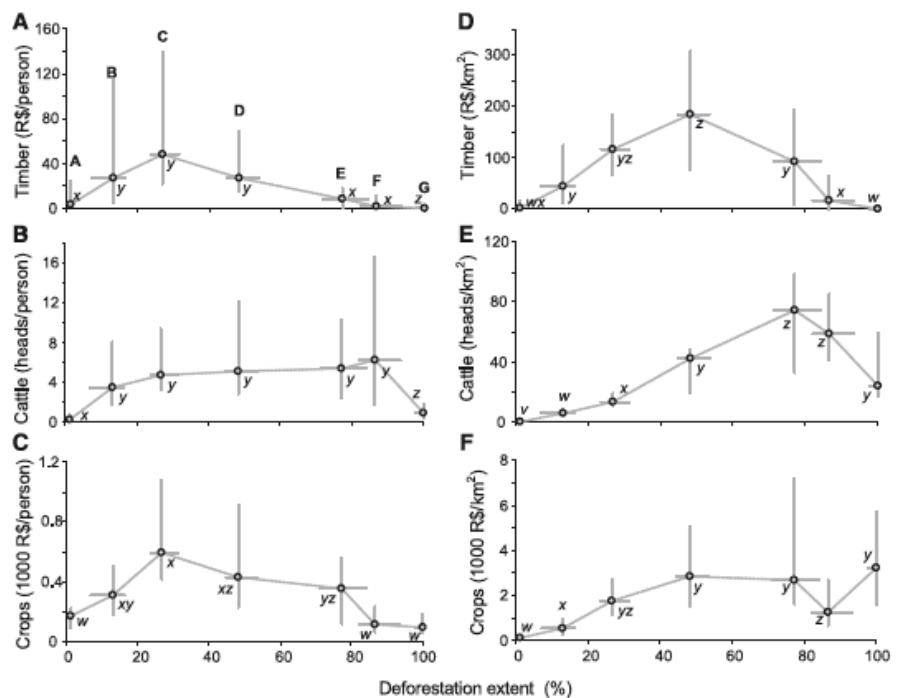 A
Timber (R$/person)
160
120
80
40
0
A
B
C
D
E
F
G
x
y
y
y
x
x
z
B
Cattle (heads/person)
16
12
8
4
0
x
y
y
y
y
y
z
C
Crops (1000 R$/person)
1.2
0.8
0.4
0
w
xy
x
xz
yz
w
w
0
20
40
60
80
100
D
Timber (R$/km²)
300
200
100
0
wx
y
yz
z
y
x
w
E
Cattle (heads/km²)
120
80
40
0
v
w
x
y
z
z
y
F
Crops (1000 R$/km²)
8
6
4
2
0
w
x
yz
y
y
z
y
0
20
40
60
80
100
Deforestation extent (%)